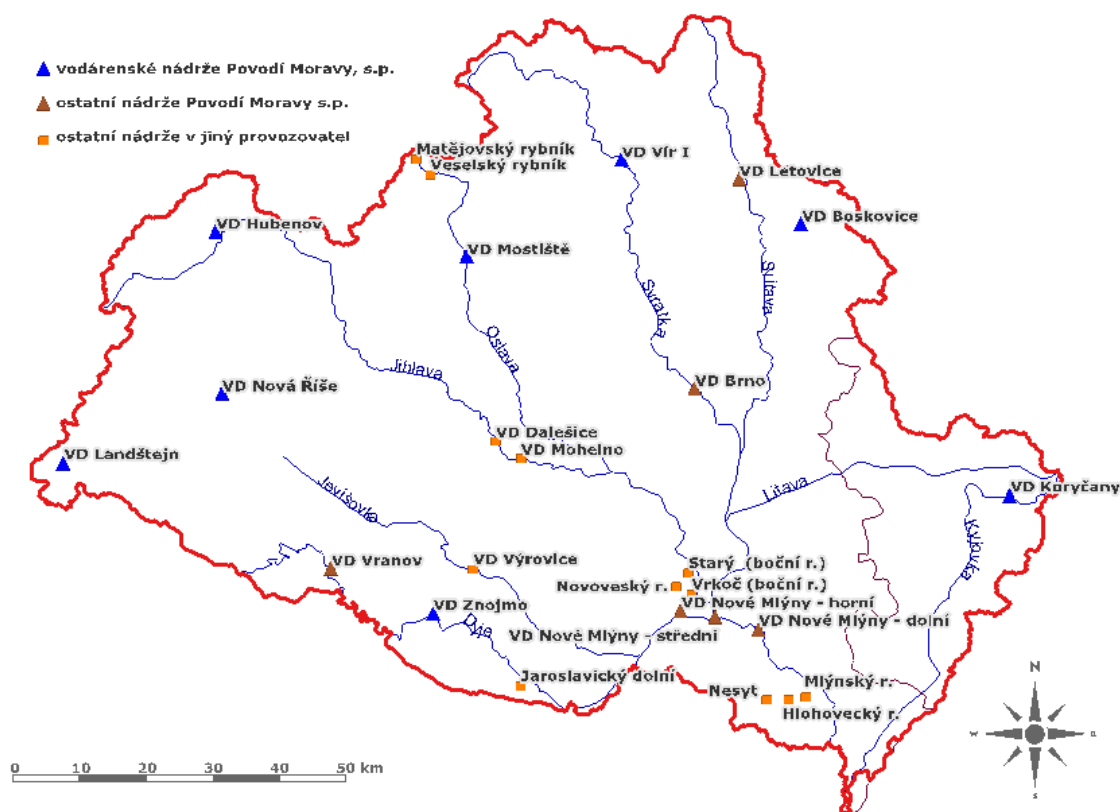 vodárenské nádrže Povodí Moravy, s.p.
ostatní nádrže Povodí Moravy s.p.
ostatní nádrže v jiný provozovatel
Matějovský rybník
Veselský rybník
VD Vír I
VD Letovice
VD Boskovice
VD Hubenov
VD Mostiště
Svratka
Svitava
Oslava
Jihlava
VD Nová Říše
VD Brno
VD Landštejn
VD Dalešice
VD Mohelno
Litava
VD Koryčany
Jevišovka
Kyjovka
VD Vranov
VD Výrovice
Starý (boční r.)
Novoveský r.
Vrkoč (boční r.)
VD Znojmo
VD Nové Mlýny - horní
Dyje
VD Nové Mlýny - dolní
VD Nové Mlýny - střední
Jaroslavický dolní
Nesyt
Mlýnský r.
Hlohovecký r.
N
W
S
0 10 20 30 40 50 km